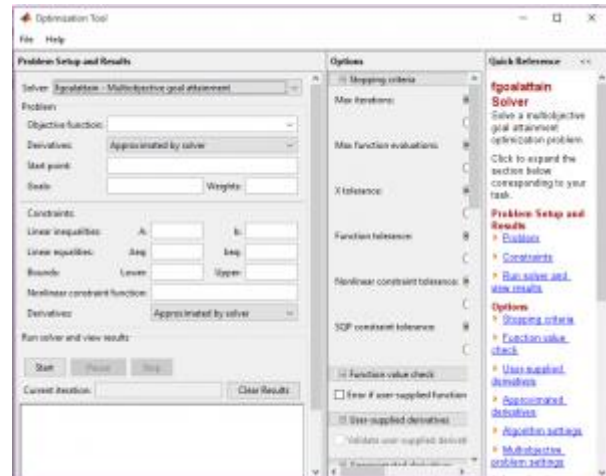 Optimization Tool
File Help
Problem Setup and Results
Solver: fgoalattain - Multiobjective goal attainment
Problem
Objective function:
Derivatives: Approximated by solver
Start point:
Goals: Weights:
Constraints:
Linear inequalities: A: b:
Linear equalities: Aeq: beq:
Bounds: Lower: Upper:
Nonlinear constraint function:
Derivatives: Approximated by solver
Run solver and view results
Start Pause Stop
Current iteration: Clear Results
Options
Stopping criteria
Max iterations:
Max function evaluations:
X tolerance:
Function tolerance:
Nonlinear constraint tolerance:
SQP constraint tolerance:
Function value check
Error if user-supplied function
User-supplied derivatives
Validate user-supplied derivati
Quick Reference <<
fgoalattain
Solver
Solve a multiobjective
goal attainment
optimization problem.
Click to expand the
section below
corresponding to your
task.
Problem Setup and
Results
Problem
Constraints
Run solver and
view results
Options
Stopping criteria
Function value
check
User-supplied
derivatives
Approximated
derivatives
Algorithm settings
Multiobjective
problem settings